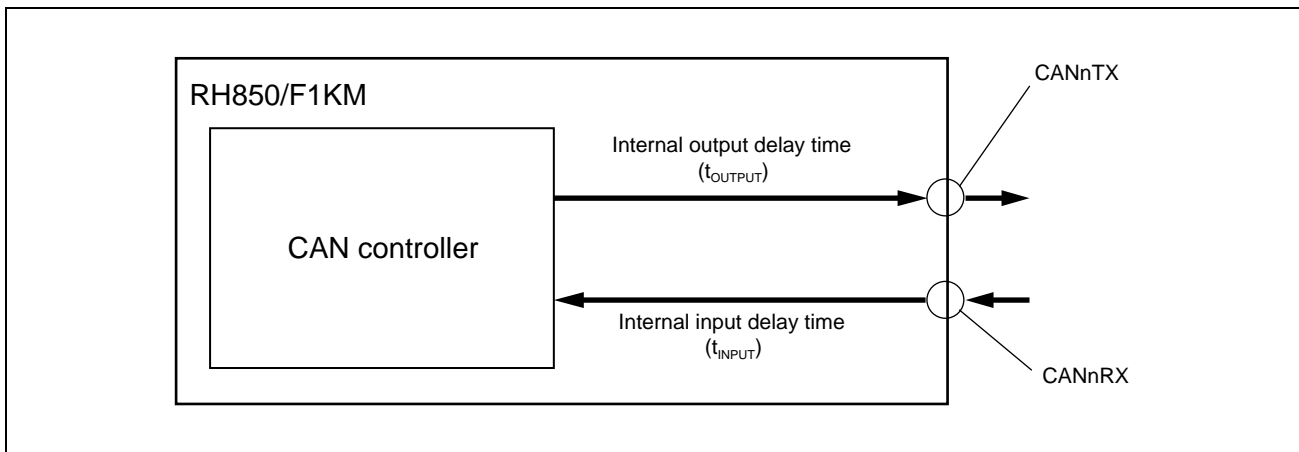 RH850/F1KM
CANnTX
Internal output delay time
(tOUTPUT)
CAN controller
Internal input delay time
(tINPUT)
CANnRX